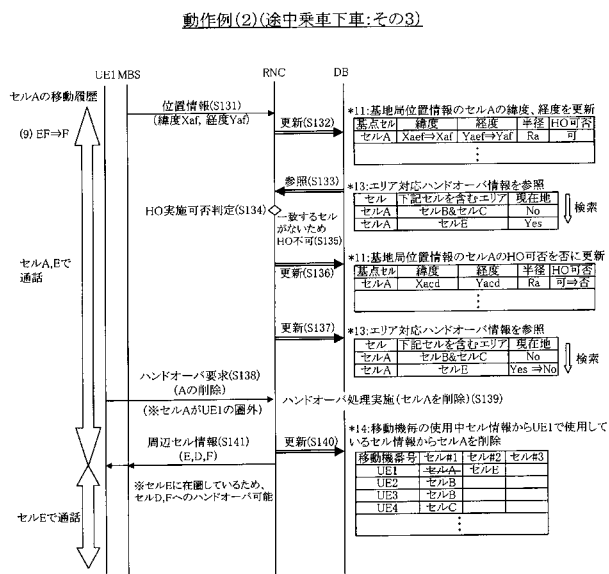 動作例(2)(途中乗車下車:その3)
UE1 MBS RNC DB
セルAの移動履歴
(9) EF⇒F
位置情報(S131)
(緯度Xaf, 経度Yaf)
更新(S132)
*11:基地局位置情報のセルAの緯度、経度を更新
基点セル 緯度 経度 半径 HO可否
セルA Xaef⇒Xaf Yaef⇒Yaf Ra 可
参照(S133)
*13:エリア対応ハンドオーバ情報を参照
セル 下記セルを含むエリア 現在地
セルA セルB&セルC No
セルA セルE Yes
検索
HO実施可否判定(S134)
一致するセル
がないため
HO不可(S135)
セルA,Eで
通話
*11:基地局位置情報のセルAのHO可否を否に更新
更新(S136)
基点セル 緯度 経度 半径 HO可否
セルA Xacd Yacd Ra 可⇒否
更新(S137)
*13:エリア対応ハンドオーバ情報を参照
セル 下記セルを含むエリア 現在地
セルA セルB&セルC No
セルA セルE Yes⇒No
検索
ハンドオーバ要求(S138)
(Aの削除)
(※セルAがUE1の圏外)
ハンドオーバ処理実施(セルAを削除)(S139)
周辺セル情報(S141)
(E,D,F)
更新(S140)
*14:移動機毎の使用中セル情報からUE1で使用し
ているセル情報からセルAを削除
移動機番号 セル#1 セル#2 セル#3
UE1 セルA セルE
UE2 セルB
UE3 セルB
UE4 セルC
※セルEに在圏しているため、
セルD,Fへのハンドオーバ可能
セルEで通話